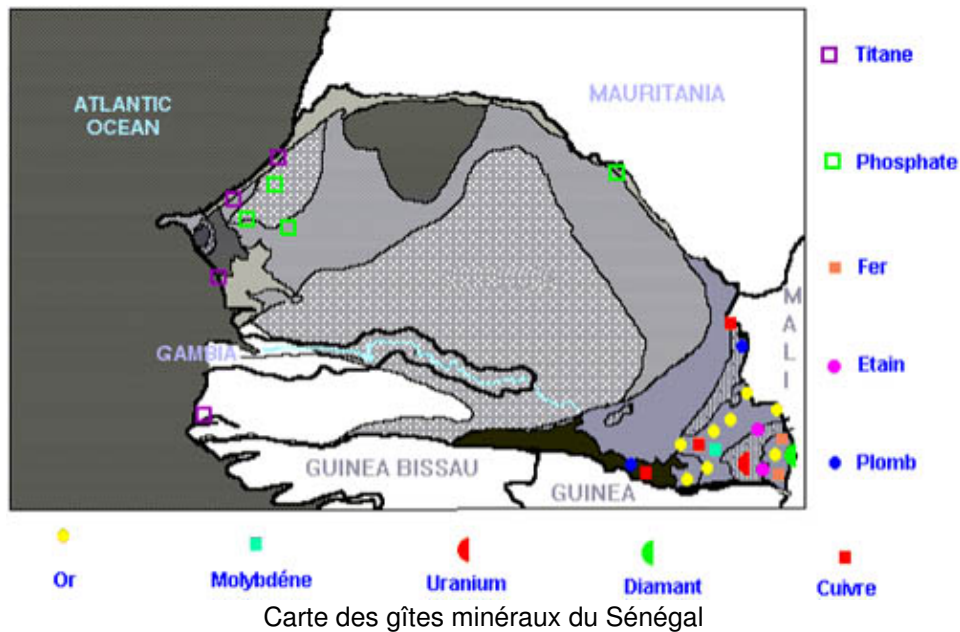 ATLANTIC
OCEAN
MAURITANIA
Titane
Phosphate
Fer
M
A
L
I
GAMBIA
Etain
GUINEA BISSAU
GUINEA
Plomb
Or
Molybdéne
Uranium
Diamant
Cuivre
Carte des gîtes minéraux du Sénégal